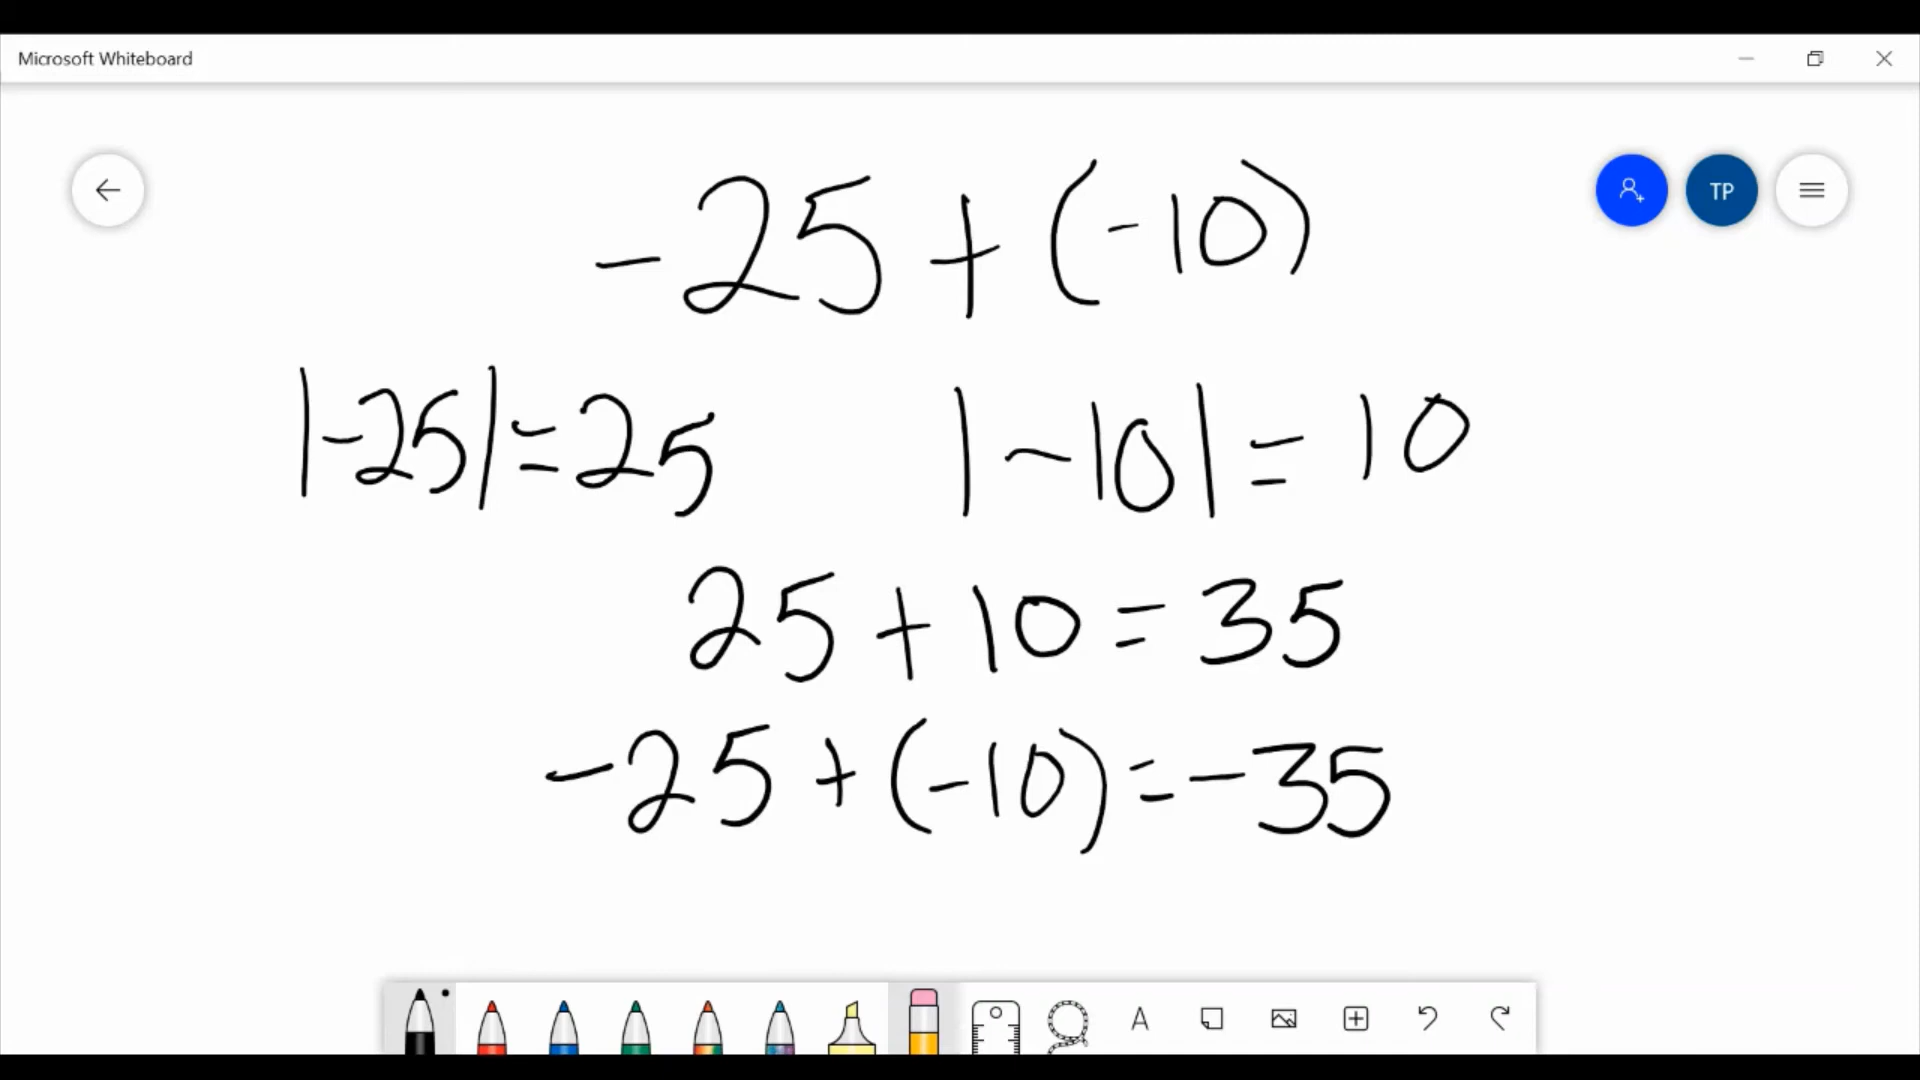 Microsoft Whiteboard
TP
-25 + (-10)
|-25| = 25 |-10| = 10
25 + 10 = 35
-25 + (-10) = -35
A